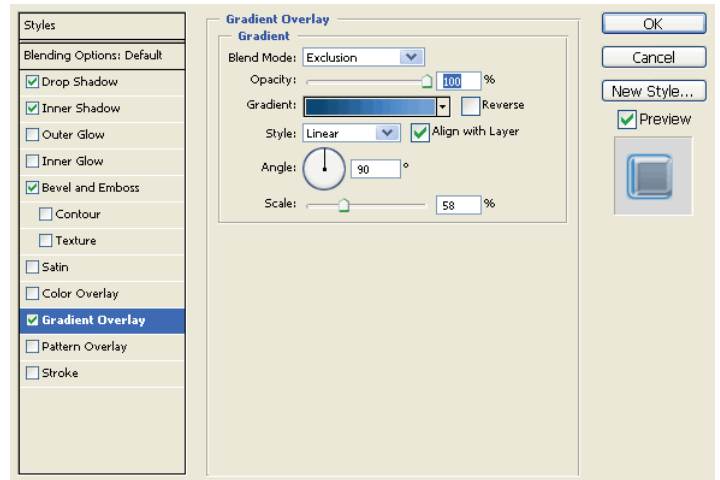 Styles
Blending Options: Default
Drop Shadow
Inner Shadow
Outer Glow
Inner Glow
Bevel and Emboss
Contour
Texture
Satin
Color Overlay
Gradient Overlay
Pattern Overlay
Stroke
Gradient Overlay
Gradient
Blend Mode: Exclusion
Opacity: 100 %
Gradient: Reverse
Style: Linear Align with Layer
Angle: 90 °
Scale: 58 %
OK
Cancel
New Style...
Preview